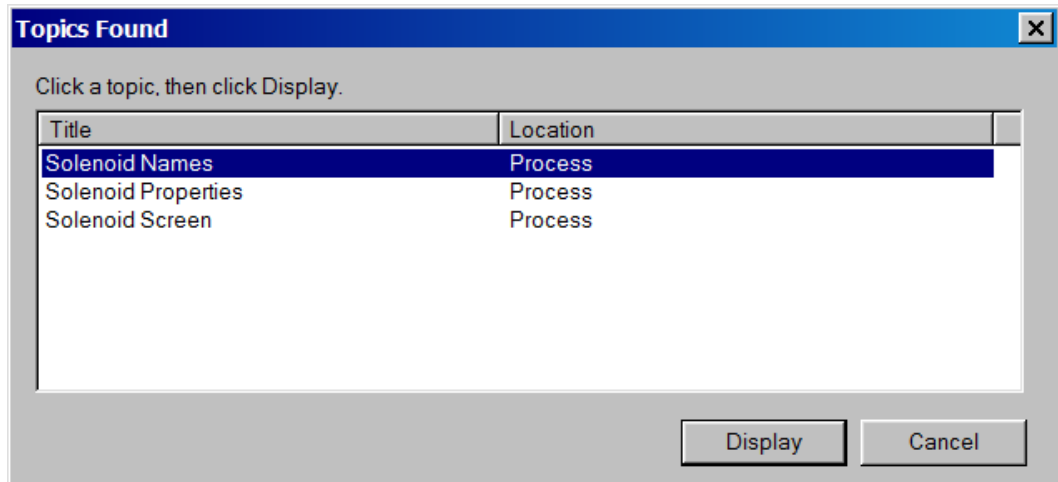 Topics Found
Click a topic, then click Display.
Title Location
Solenoid Names Process
Solenoid Properties Process
Solenoid Screen Process
Display Cancel